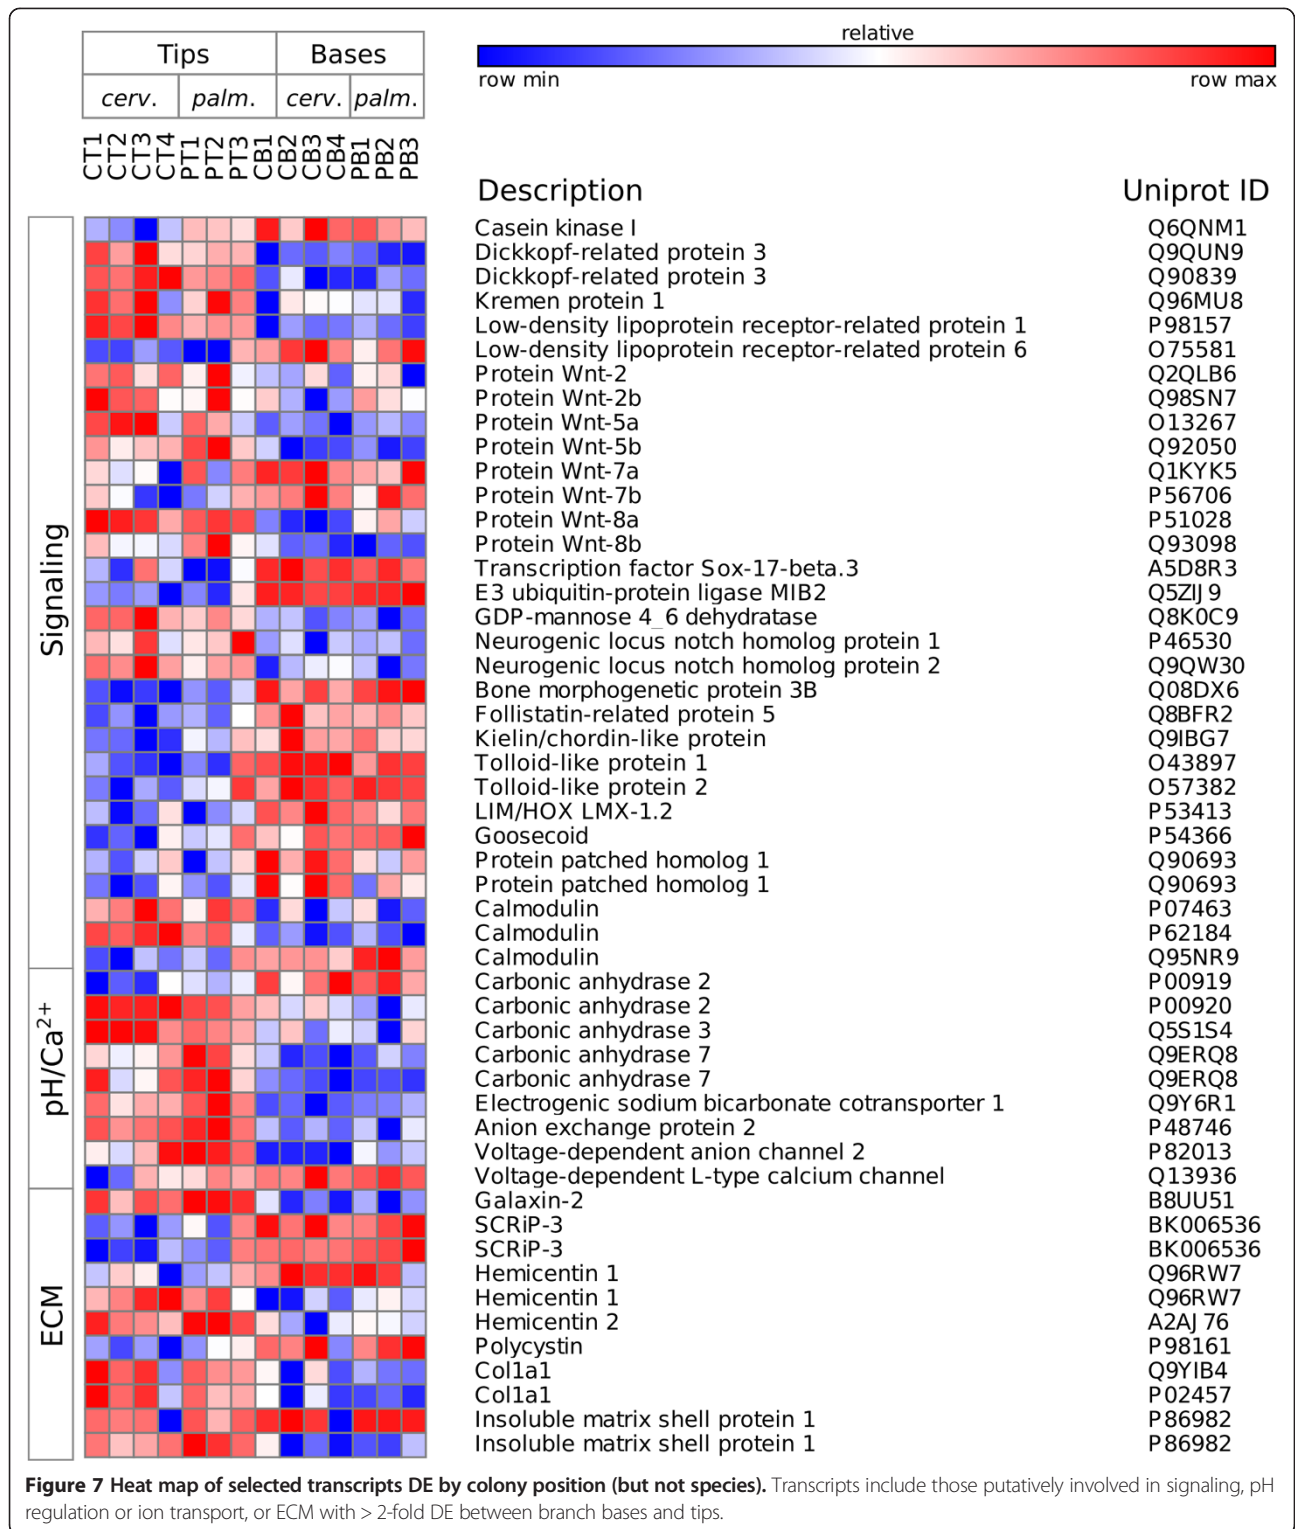 Tips Bases
cerv. palm. cerv. palm.
CT1 CT2 CT3 CT4 PT1 PT2 PT3 CB1 CB2 CB3 CB4 PB1 PB2 PB3
relative
row min row max
Description Uniprot ID
Signaling
Casein kinase I Q6QNM1
Dickkopf-related protein 3 Q9QUN9
Dickkopf-related protein 3 Q90839
Kremen protein 1 Q96MU8
Low-density lipoprotein receptor-related protein 1 P98157
Low-density lipoprotein receptor-related protein 6 O75581
Protein Wnt-2 Q2QLB6
Protein Wnt-2b Q98SN7
Protein Wnt-5a O13267
Protein Wnt-5b Q92050
Protein Wnt-7a Q1KYK5
Protein Wnt-7b P56706
Protein Wnt-8a P51028
Protein Wnt-8b Q93098
Transcription factor Sox-17-beta.3 A5D8R3
E3 ubiquitin-protein ligase MIB2 Q5ZIJ9
GDP-mannose 4_6 dehydratase Q8K0C9
Neurogenic locus notch homolog protein 1 P46530
Neurogenic locus notch homolog protein 2 Q9QW30
Bone morphogenetic protein 3B Q08DX6
Follistatin-related protein 5 Q8BFR2
Kielin/chordin-like protein Q9IBG7
Tolloid-like protein 1 O43897
Tolloid-like protein 2 O57382
LIM/HOX LMX-1.2 P53413
Goosecoid P54366
Protein patched homolog 1 Q90693
Protein patched homolog 1 Q90693
Calmodulin P07463
Calmodulin P62184
Calmodulin Q95NR9
pH/Ca²⁺
Carbonic anhydrase 2 P00919
Carbonic anhydrase 2 P00920
Carbonic anhydrase 3 Q5S1S4
Carbonic anhydrase 7 Q9ERQ8
Carbonic anhydrase 7 Q9ERQ8
Electrogenic sodium bicarbonate cotransporter 1 Q9Y6R1
Anion exchange protein 2 P48746
Voltage-dependent anion channel 2 P82013
Voltage-dependent L-type calcium channel Q13936
ECM
Galaxin-2 B8UU51
SCRiP-3 BK006536
SCRiP-3 BK006536
Hemicentin 1 Q96RW7
Hemicentin 1 Q96RW7
Hemicentin 2 A2AJ76
Polycystin P98161
Col1a1 Q9YIB4
Col1a1 P02457
Insoluble matrix shell protein 1 P86982
Insoluble matrix shell protein 1 P86982
Figure 7 Heat map of selected transcripts DE by colony position (but not species). Transcripts include those putatively involved in signaling, pH
regulation or ion transport, or ECM with > 2-fold DE between branch bases and tips.